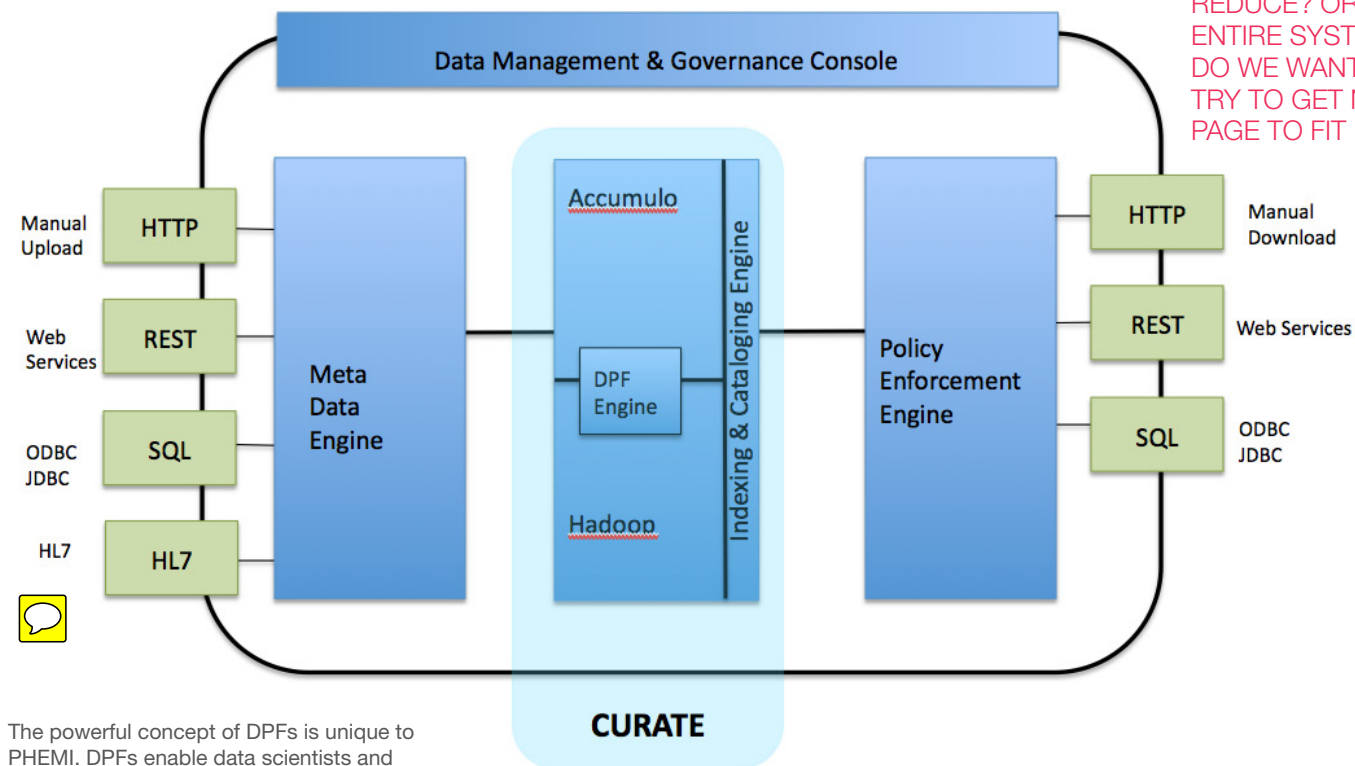 REDUCE? OR
ENTIRE SYST
DO WE WANT
TRY TO GET
PAGE TO FIT
Data Management & Governance Console
Manual
Upload
HTTP
Web
Services
REST
ODBC
JDBC
SQL
HL7
HL7
Meta
Data
Engine
Accumulo
DPF
Engine
Hadoop
Indexing & Cataloging Engine
Policy
Enforcement
Engine
HTTP
Manual
Download
REST
Web Services
SQL
ODBC
JDBC
CURATE
The powerful concept of DPFs is unique to
PHEMI. DPFs enable data scientists and